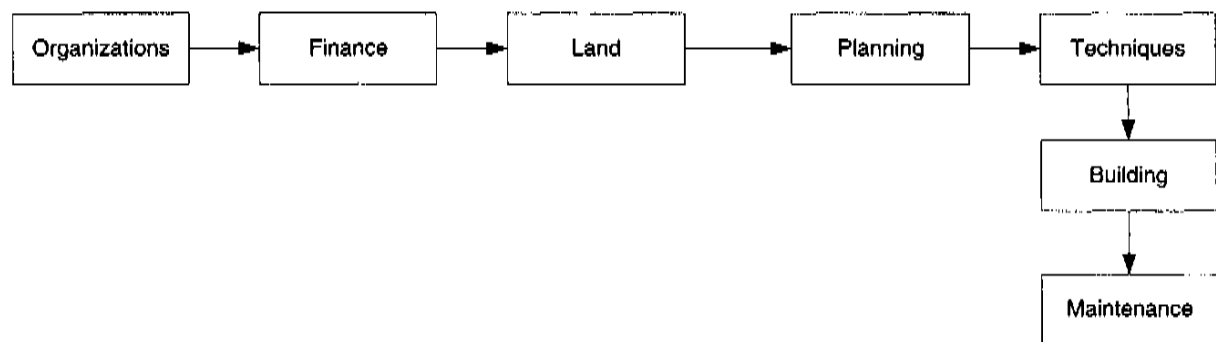 Organizations
Finance
Land
Planning
Techniques
Building
Maintenance